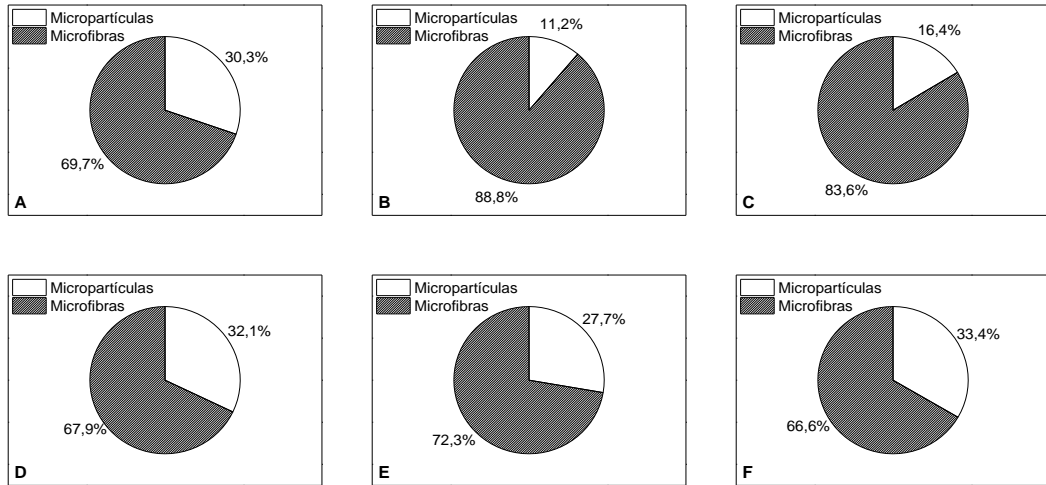 Micropartículas
Microfibras
30,3%
69,7%
A
Micropartículas
Microfibras
11,2%
88,8%
B
Micropartículas
Microfibras
16,4%
83,6%
C
Micropartículas
Microfibras
32,1%
67,9%
D
Micropartículas
Microfibras
27,7%
72,3%
E
Micropartículas
Microfibras
33,4%
66,6%
F